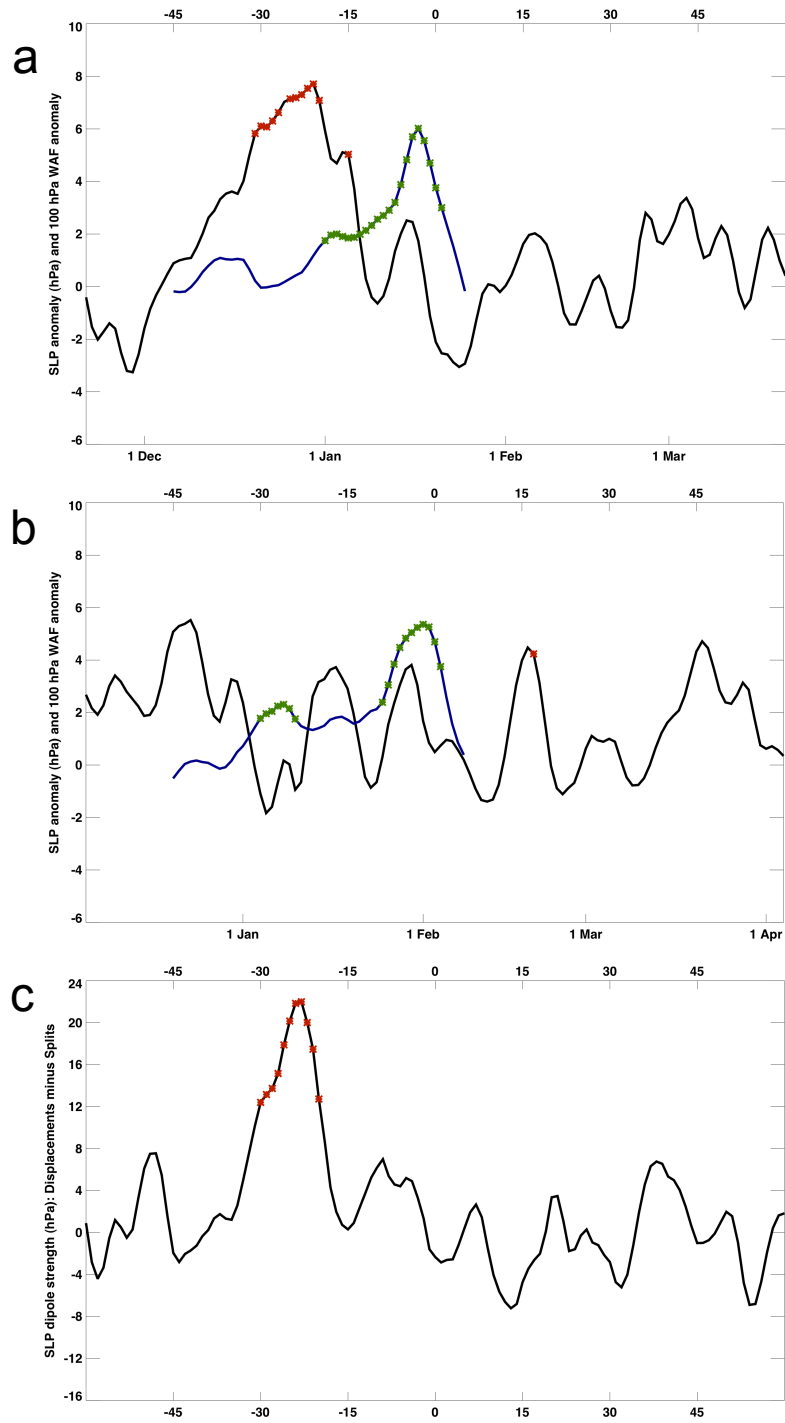 a
-45 -30 -15 0 15 30 45
SLP anomaly (hPa) and 100 hPa WAF anomaly
10
8
6
4
2
0
-2
-4
-6
1 Dec 1 Jan 1 Feb 1 Mar
b
-45 -30 -15 0 15 30 45
SLP anomaly (hPa) and 100 hPa WAF anomaly
10
8
6
4
2
0
-2
-4
-6
1 Jan 1 Feb 1 Mar 1 Apr
c
-45 -30 -15 0 15 30 45
SLP dipole strength (hPa): Displacements minus Splits
24
20
16
12
8
4
0
-4
-8
-12
-16
-45 -30 -15 0 15 30 45